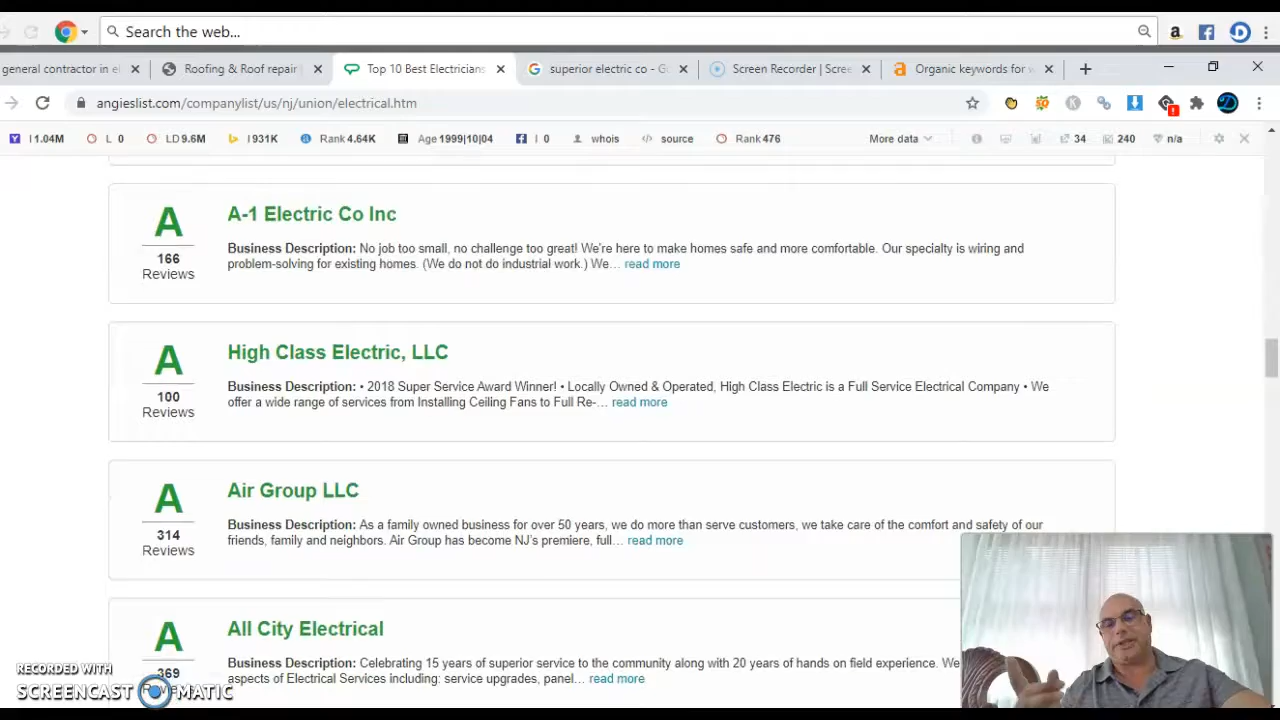 Search the web...
a
general contractor in el
Roofing & Roof repair
Top 10 Best Electricians
superior electric co - G
Screen Recorder | Scree
Organic keywords for w
angieslist.com/companylist/us/nj/union/electrical.htm
I 1.04M L 0 LD 9.6M I 931K Rank 4.64K Age 1999|10|04 I 0 whois source Rank 476 More data 34 240 n/a
A
166
Reviews
A-1 Electric Co Inc
Business Description: No job too small, no challenge too great! We're here to make homes safe and more comfortable. Our specialty is wiring and
problem-solving for existing homes. (We do not do industrial work.) We... read more
A
100
Reviews
High Class Electric, LLC
Business Description: • 2018 Super Service Award Winner! • Locally Owned & Operated, High Class Electric is a Full Service Electrical Company • We
offer a wide range of services from Installing Ceiling Fans to Full Re-... read more
A
314
Reviews
Air Group LLC
Business Description: As a family owned business for over 50 years, we do more than serve customers, we take care of the comfort and safety of our
friends, family and neighbors. Air Group has become NJ's premiere, full... read more
A
369
All City Electrical
Business Description: Celebrating 15 years of superior service to the community along with 20 years of hands on field experience. We
aspects of Electrical Services including: service upgrades, panel... read more
RECORDED WITH
SCREENCAST MATIC